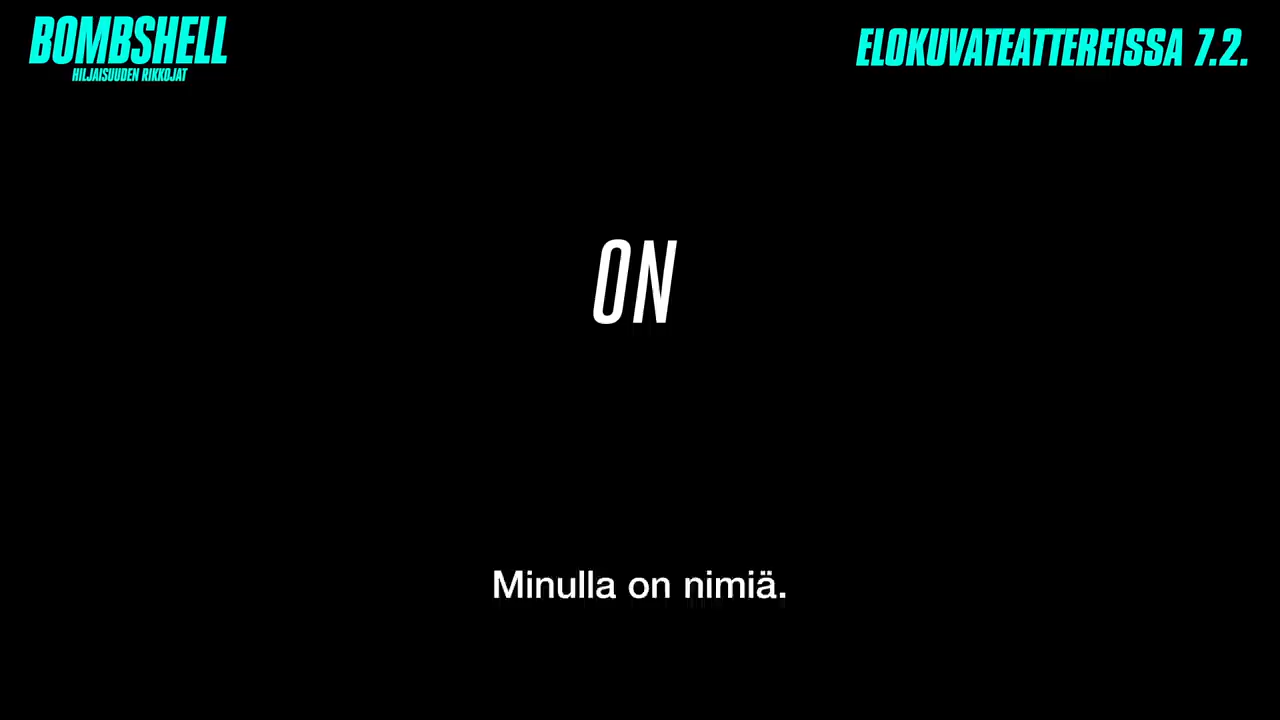 BOMBSHELL
HILJAISUUDEN RIKKOJAT
ELOKUVATEATTEREISSA 7.2.
ON
Minulla on nimiä.